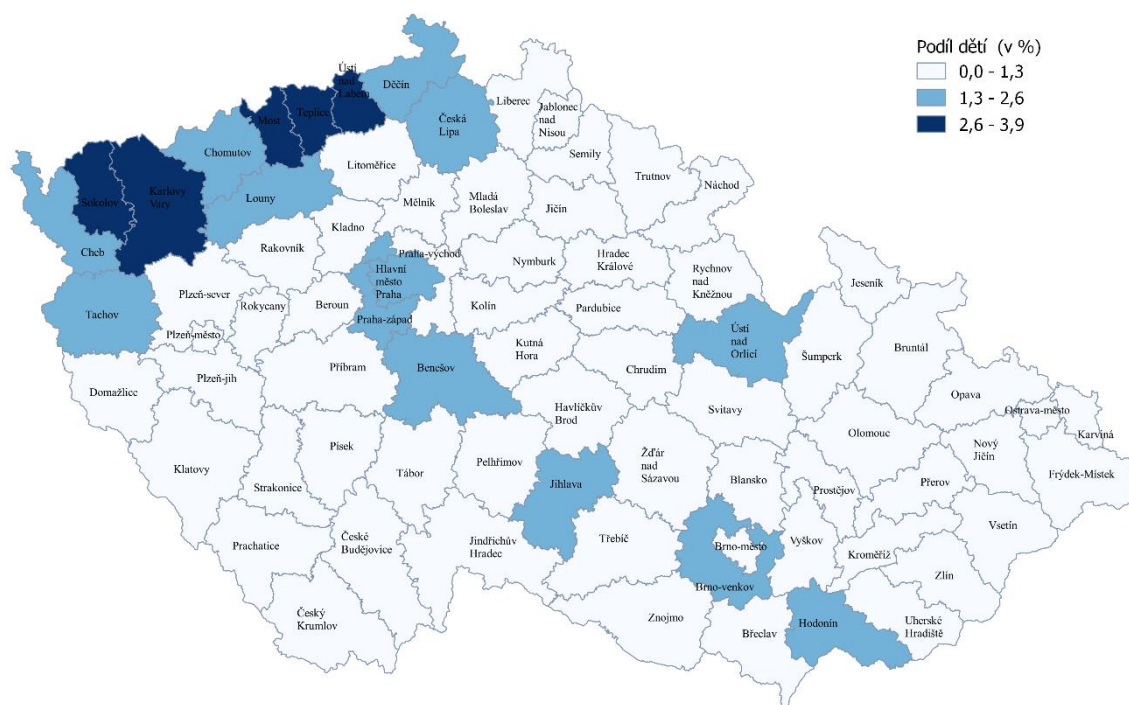 Podíl dětí (v %)
0,0 - 1,3
1,3 - 2,6
2,6 - 3,9
Ústí
nad
Labem
Děčín
Most
Teplice
Česká
Lípa
Liberec
Jablonec
nad
Nisou
Semily
Chomutov
Litoměřice
Trutnov
Náchod
Sokolov
Karlovy
Vary
Louny
Mělník
Mladá
Boleslav
Jičín
Cheb
Rakovník
Kladno
Praha-východ
Nymburk
Hradec
Králové
Rychnov
nad
Kněžnou
Jeseník
Tachov
Plzeň-sever
Rokycany
Beroun
Hlavní
město
Praha
Praha-západ
Kolín
Pardubice
Plzeň-město
Ústí
nad
Orlicí
Šumperk
Bruntál
Domažlice
Plzeň-jih
Příbram
Benešov
Kutná
Hora
Chrudim
Svitavy
Opava
Ostrava-město
Karviná
Havlíčkův
Brod
Klatovy
Písek
Strakonice
Tábor
Pelhřimov
Jihlava
Žďár
nad
Sázavou
Blansko
Prostějov
Olomouc
Přerov
Nový
Jičín
Frýdek-Místek
Prachatice
České
Budějovice
Jindřichův
Hradec
Třebíč
Brno-město
Vyškov
Kroměříž
Vsetín
Český
Krumlov
Znojmo
Brno-venkov
Břeclav
Hodonín
Zlín
Uherské
Hradiště